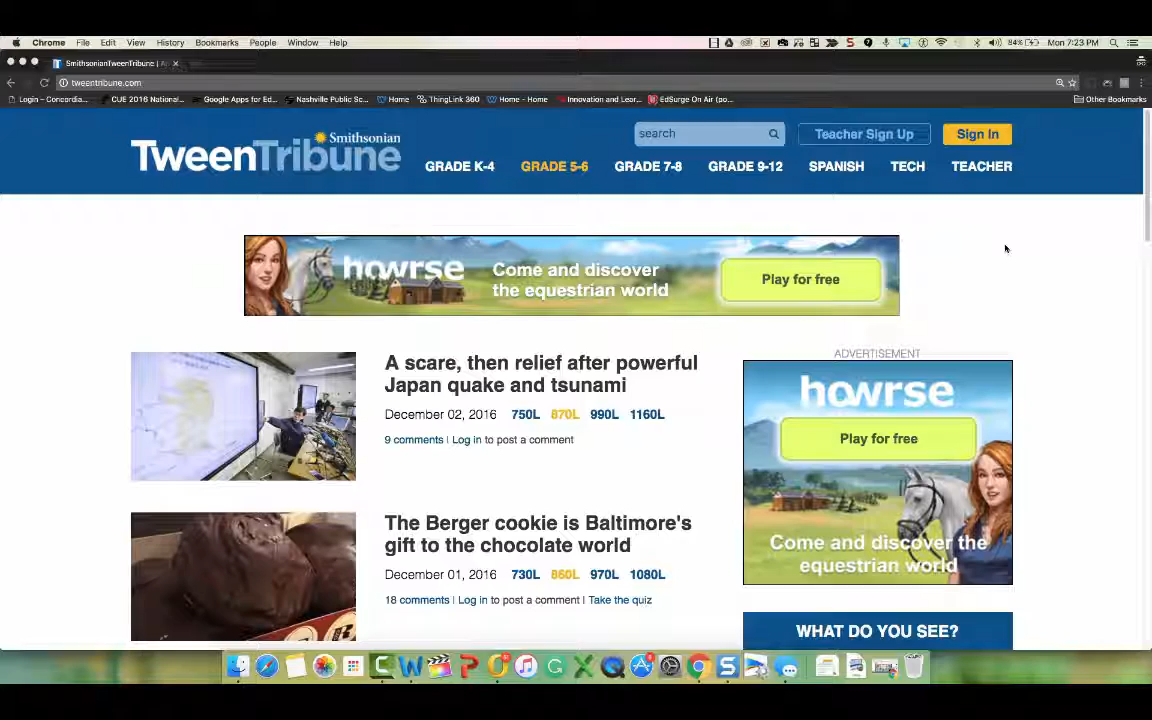 Chrome File Edit View History Bookmarks People Window Help
84% Mon 7:23 PM
SmithsonianTweenTribune |
tweentribune.com
Login – Concordia... CUE 2016 National... Google Apps for Ed... Nashville Public Sc... Home ThingLink 360 Home - Home Innovation and Lear... EdSurge On Air (po... Other Bookmarks
Smithsonian
TweenTribune
search
Teacher Sign Up
Sign In
GRADE K-4 GRADE 5-6 GRADE 7-8 GRADE 9-12 SPANISH TECH TEACHER
howrse
Come and discover
the equestrian world
Play for free
A scare, then relief after powerful
Japan quake and tsunami
December 02, 2016 750L 870L 990L 1160L
9 comments | Log in to post a comment
The Berger cookie is Baltimore's
gift to the chocolate world
December 01, 2016 730L 860L 970L 1080L
18 comments | Log in to post a comment | Take the quiz
ADVERTISEMENT
howrse
Play for free
Come and discover the
equestrian world
WHAT DO YOU SEE?